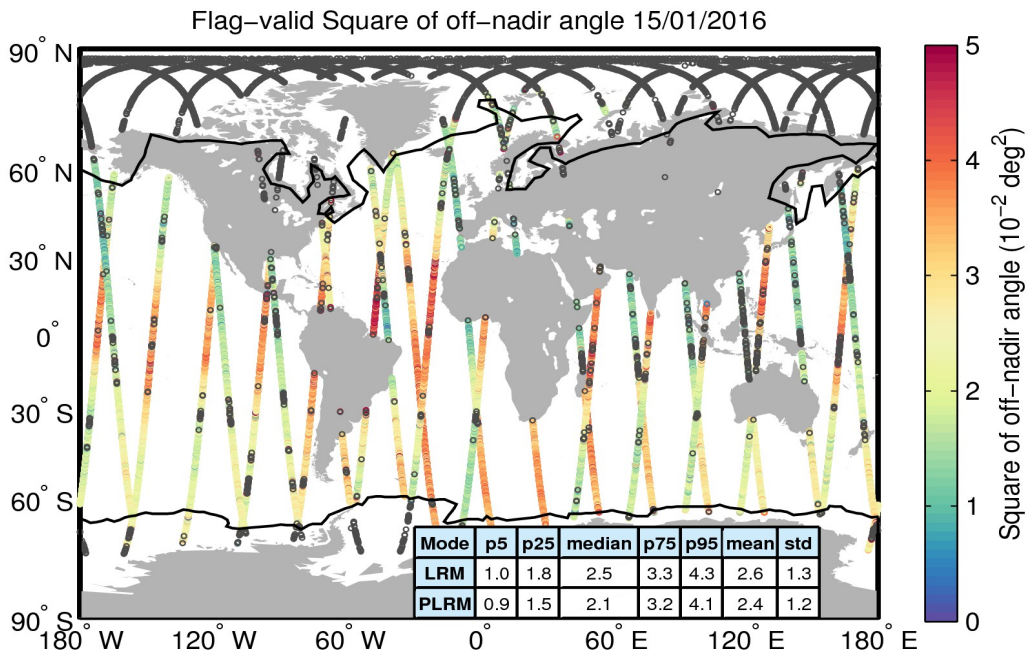 Flag−valid Square of off−nadir angle 15/01/2016
90° N
60° N
30° N
0°
30° S
60° S
90° S
180° W
120° W
60° W
0°
60° E
120° E
180° E
Mode p5 p25 median p75 p95 mean std
LRM 1.0 1.8 2.5 3.3 4.3 2.6 1.3
PLRM 0.9 1.5 2.1 3.2 4.1 2.4 1.2
5
4
3
2
1
0
Square of off−nadir angle (10⁻² deg²)